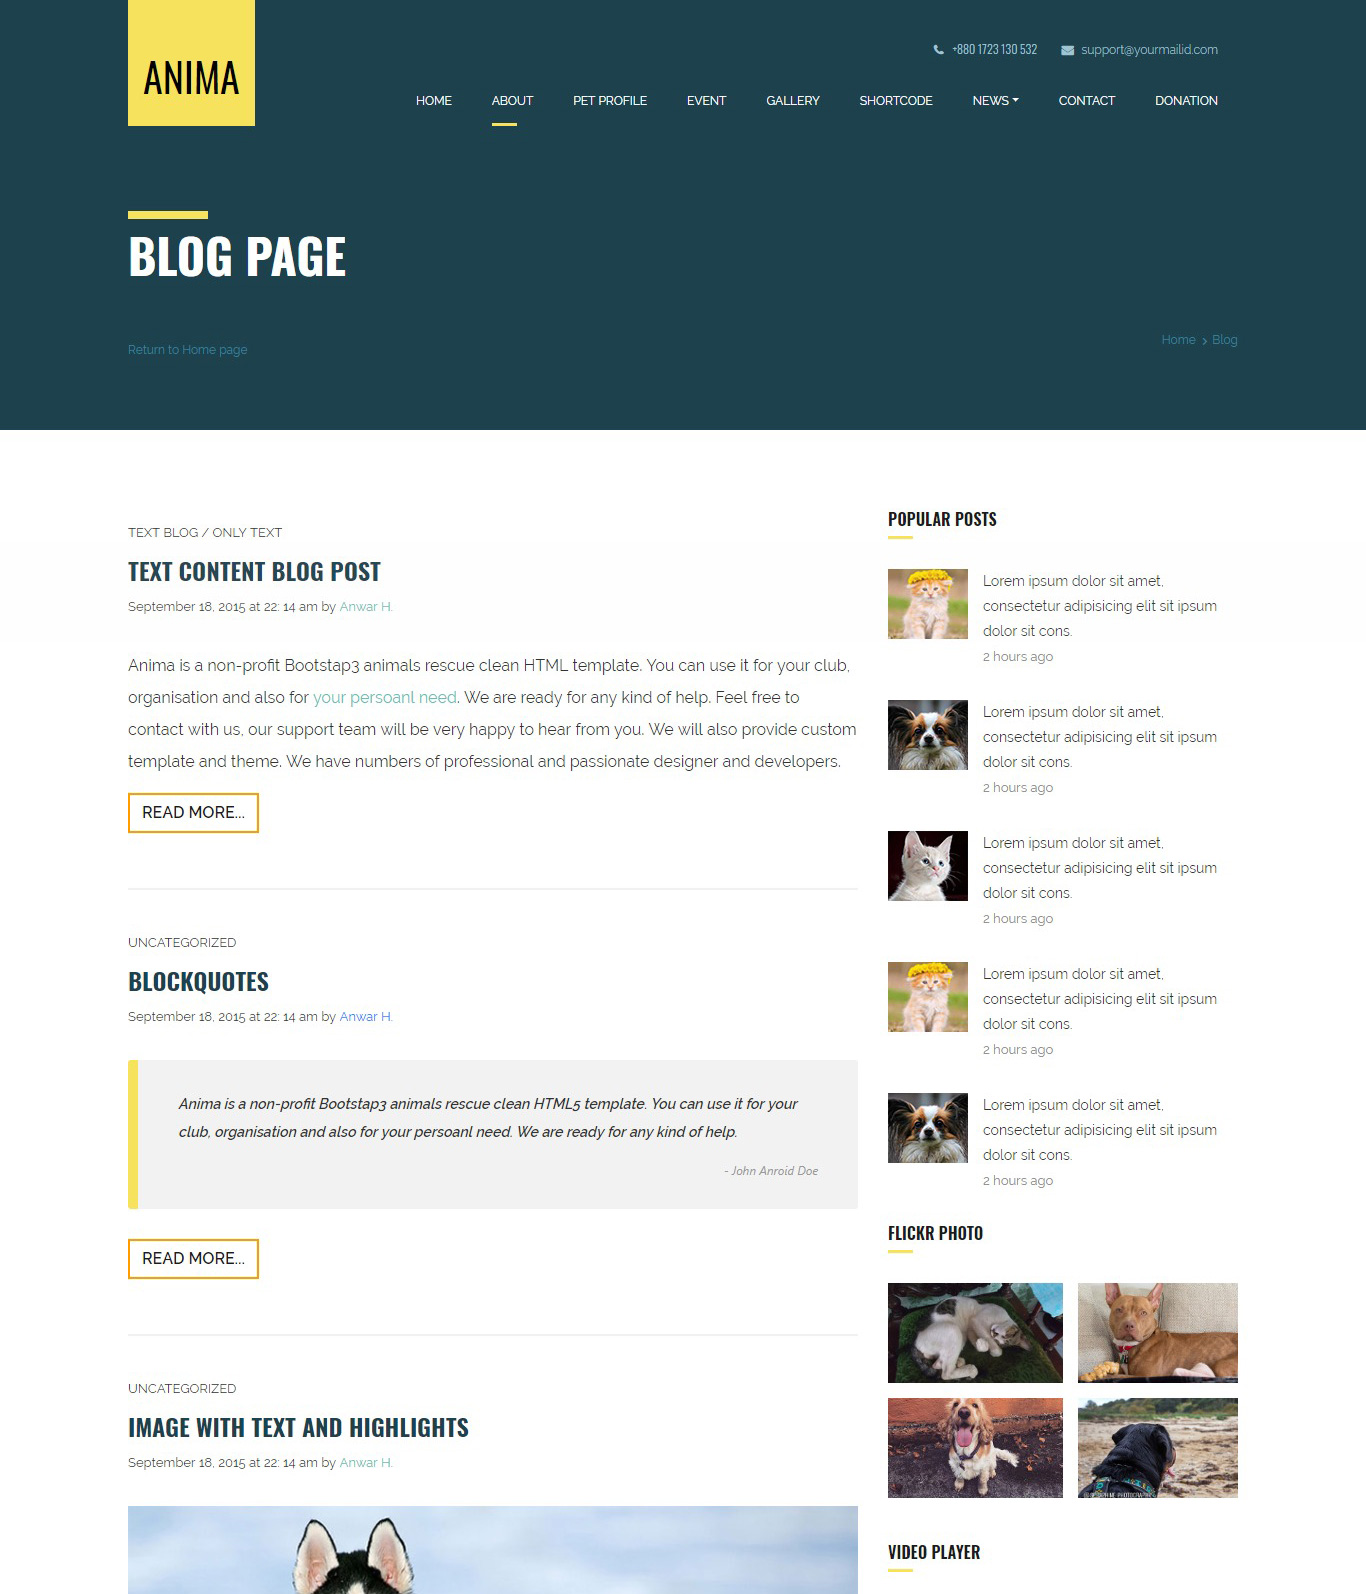 ANIMA
+880 1723 130 532
support@yourmailid.com
HOME
ABOUT
PET PROFILE
EVENT
GALLERY
SHORTCODE
NEWS
CONTACT
DONATION
BLOG PAGE
Return to Home page
Home > Blog
TEXT BLOG / ONLY TEXT
TEXT CONTENT BLOG POST
September 18, 2015 at 22: 14 am by Anwar H.
Anima is a non-profit Bootstap3 animals rescue clean HTML template. You can use it for your club,
organisation and also for your persoanl need. We are ready for any kind of help. Feel free to
contact with us, our support team will be very happy to hear from you. We will also provide custom
template and theme. We have numbers of professional and passionate designer and developers.
READ MORE...
UNCATEGORIZED
BLOCKQUOTES
September 18, 2015 at 22: 14 am by Anwar H.
Anima is a non-profit Bootstap3 animals rescue clean HTML5 template. You can use it for your
club, organisation and also for your persoanl need. We are ready for any kind of help.
- John Anroid Doe
READ MORE...
UNCATEGORIZED
IMAGE WITH TEXT AND HIGHLIGHTS
September 18, 2015 at 22: 14 am by Anwar H.
POPULAR POSTS
Lorem ipsum dolor sit amet,
consectetur adipisicing elit sit ipsum
dolor sit cons.
2 hours ago
Lorem ipsum dolor sit amet,
consectetur adipisicing elit sit ipsum
dolor sit cons.
2 hours ago
Lorem ipsum dolor sit amet,
consectetur adipisicing elit sit ipsum
dolor sit cons.
2 hours ago
Lorem ipsum dolor sit amet,
consectetur adipisicing elit sit ipsum
dolor sit cons.
2 hours ago
Lorem ipsum dolor sit amet,
consectetur adipisicing elit sit ipsum
dolor sit cons.
2 hours ago
FLICKR PHOTO
VIDEO PLAYER